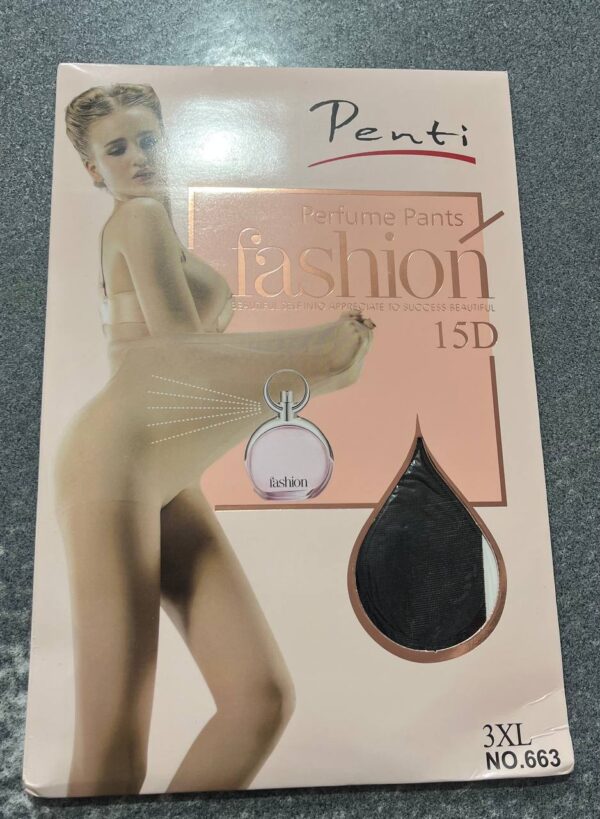 Penti
Perfume Pants
fashion
BEAUTIFUL SELF INTO APPRECIATE TO SUCCESS BEAUTIFUL
15D
fashion
3XL
NO.663